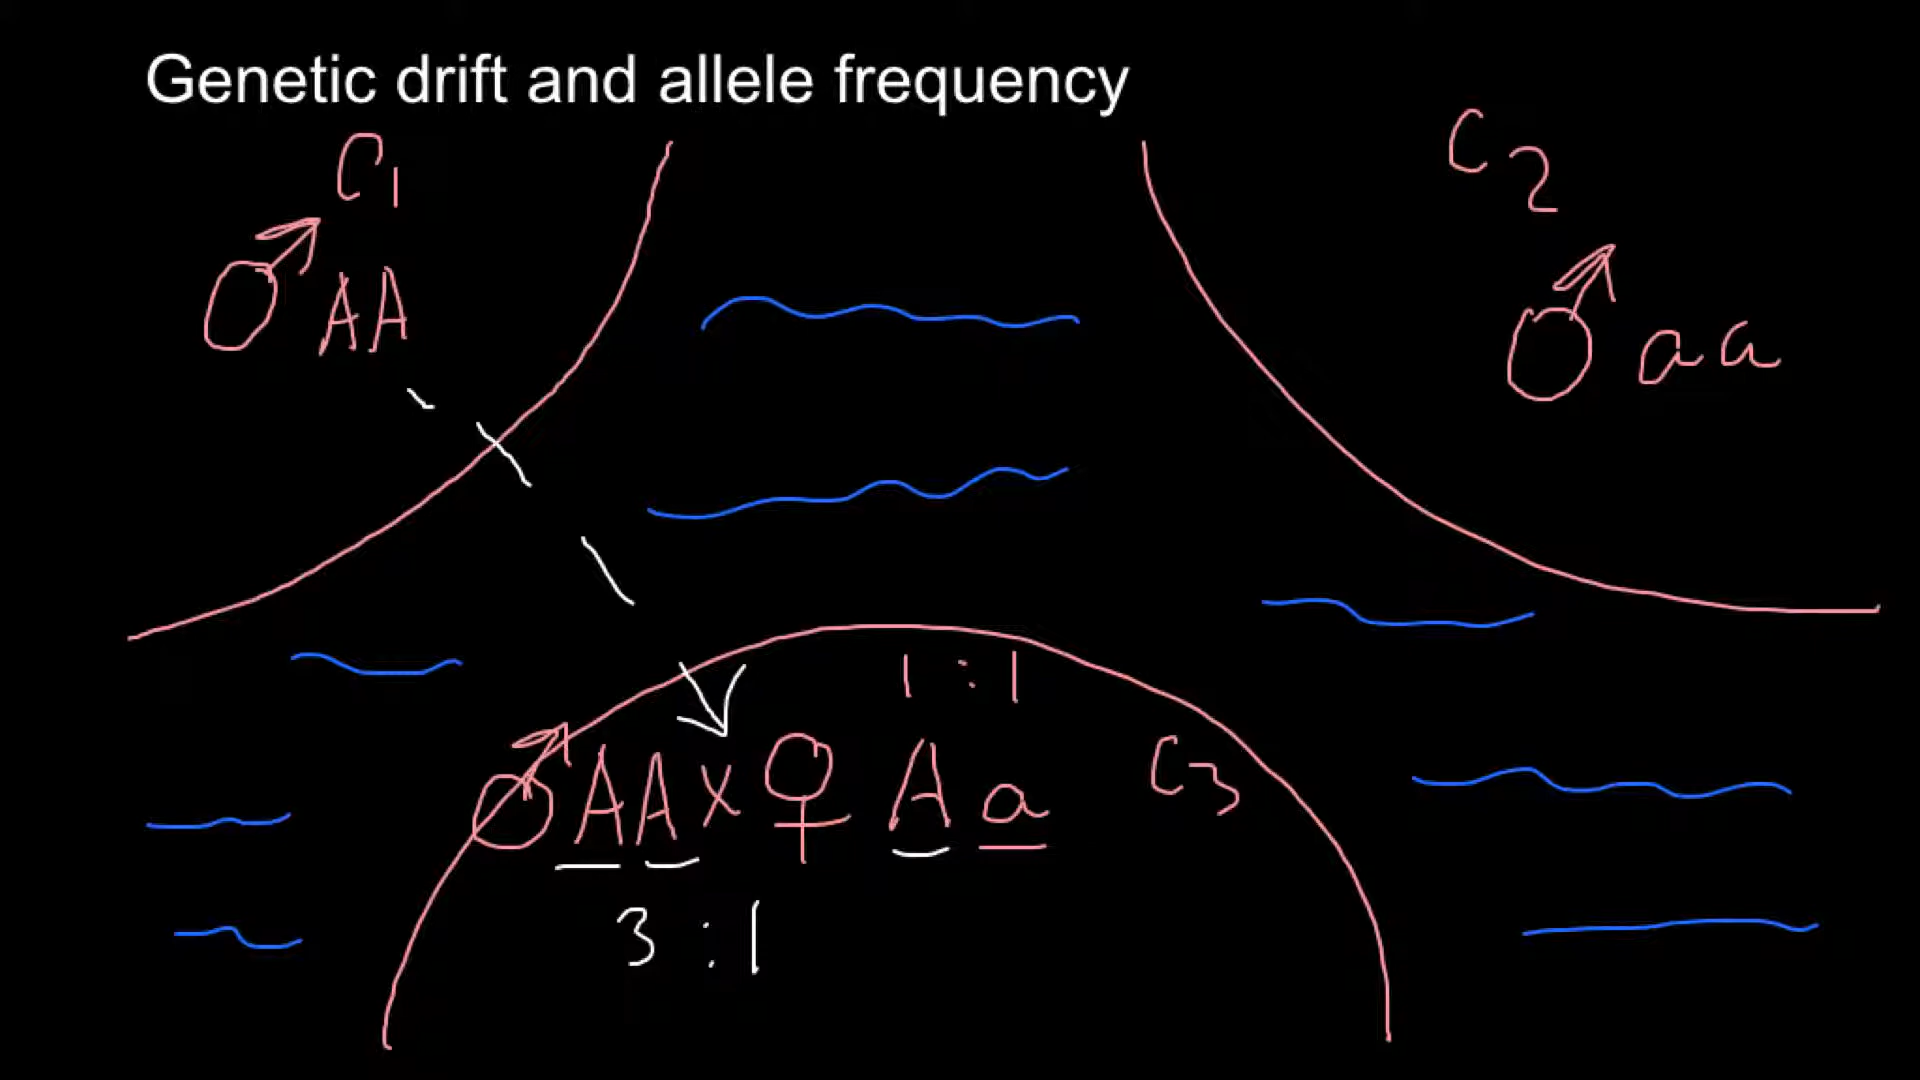 Genetic drift and allele frequency
C1
C2
♂ AA
♂ aa
1 : 1
♂ AA x ♀ Aa
C3
3 : 1